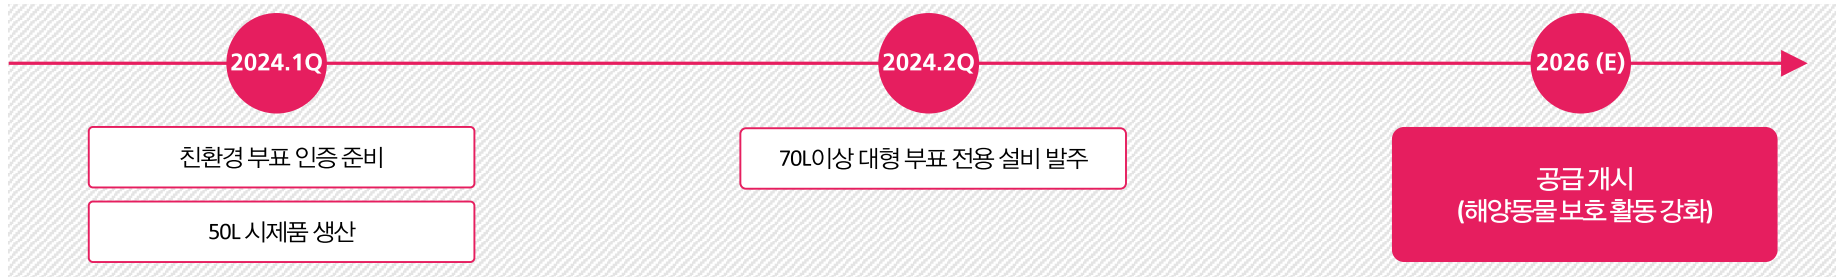 2024.1Q
2024.2Q
2026 (E)
친환경 부표 인증 준비
50L 시제품 생산
70L이상 대형 부표 전용 설비 발주
공급 개시
(해양동물 보호 활동 강화)